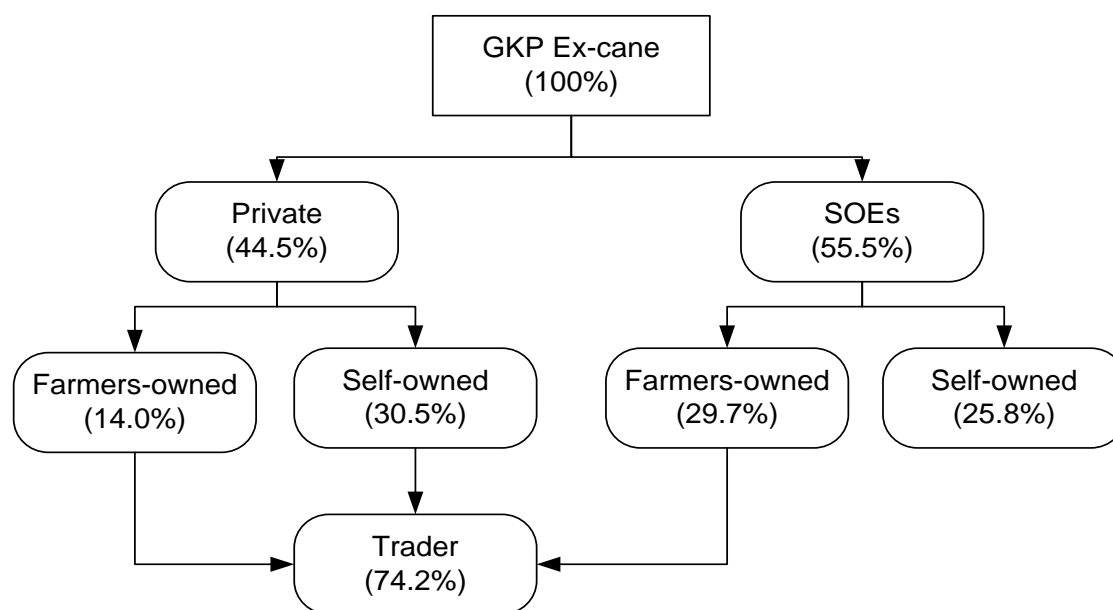 GKP Ex-cane
(100%)
Private
(44.5%)
SOEs
(55.5%)
Farmers-owned
(14.0%)
Self-owned
(30.5%)
Farmers-owned
(29.7%)
Self-owned
(25.8%)
Trader
(74.2%)